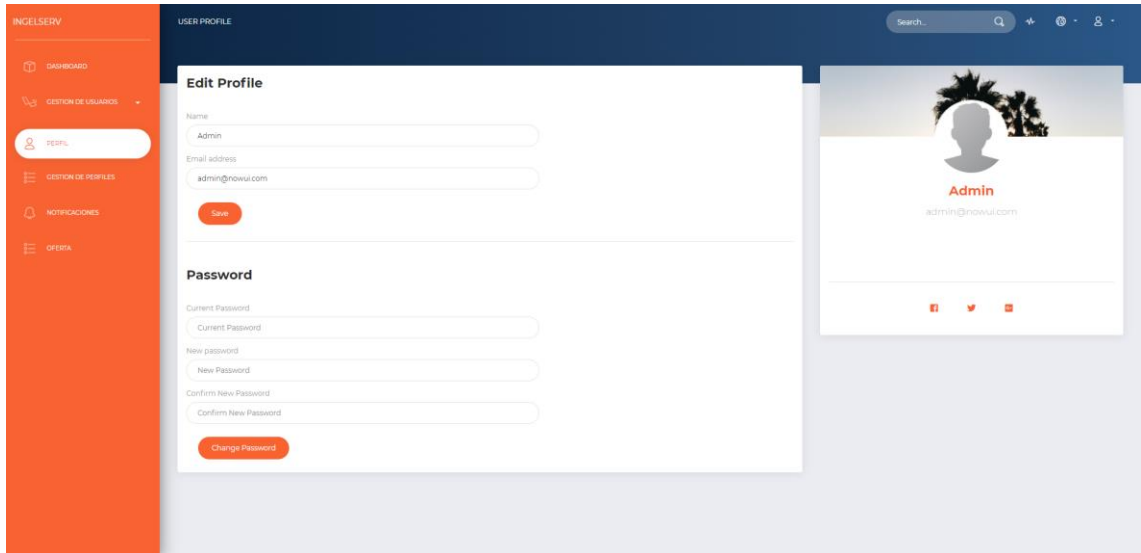 INGELSERV
DASHBOARD
GESTION DE USUARIOS
PERFIL
GESTION DE PERFILES
NOTIFICACIONES
OFERTA
USER PROFILE
Search...
Edit Profile
Name
Admin
Email address
admin@nowui.com
Save
Password
Current Password
Current Password
New password
New Password
Confirm New Password
Confirm New Password
Change Password
Admin
admin@nowui.com